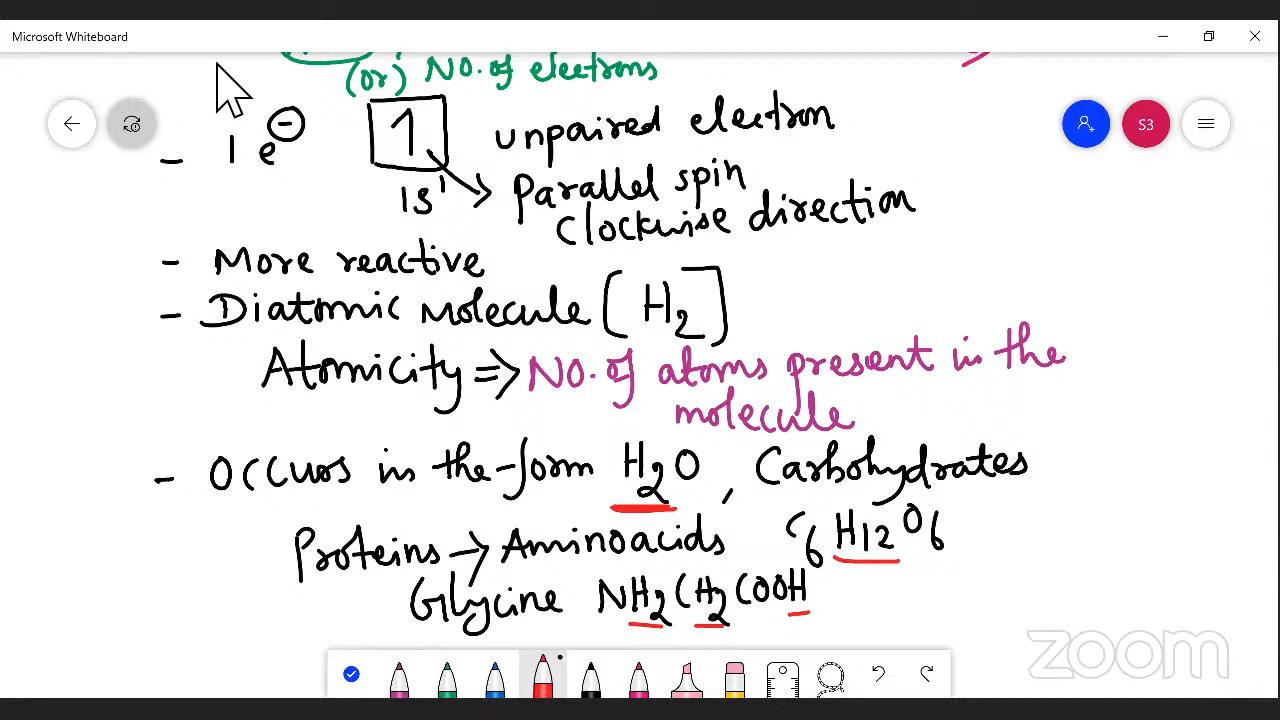 Microsoft Whiteboard
(or) No. of electrons
- 1 e⊖ 1 unpaired electron
1s¹ → parallel spin
clockwise direction
S3
- More reactive
- Diatomic molecule [H₂]
Atomicity => No. of atoms present in the
molecule
- Occurs in the form H₂O, Carbohydrates
Proteins → Aminoacids C₆H12O₆
Glycine NH₂CH₂COOH
zoom